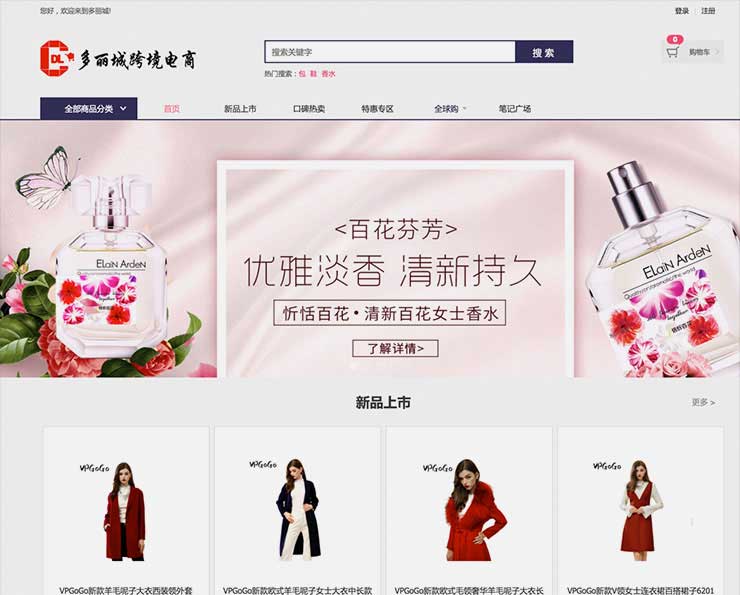 您好，欢迎来到多丽城!
登录 | 注册
DL 多丽城跨境电商
搜索关键字
搜 索
0
购物车 >
热门搜索：包 鞋 香水
全部商品分类
首页
新品上市
口碑热卖
特惠专区
全球购
笔记广场
<百花芬芳>
优雅淡香 清新持久
忻恬百花•清新百花女士香水
了解详情>
ELaiN ArdeN
ELaiN ArdeN
新品上市
更多 >
VPGoGo
VPGoGo
VPGoGo
VPGoGo
VPGoGo新款羊毛呢子大衣西装领外套
VPGoGo新款欧式羊毛呢子女士大衣中长款
VPGoGo新款欧式毛领奢华羊毛呢子大衣长
VPGoGo新款V领女士连衣裙百搭裙子6201